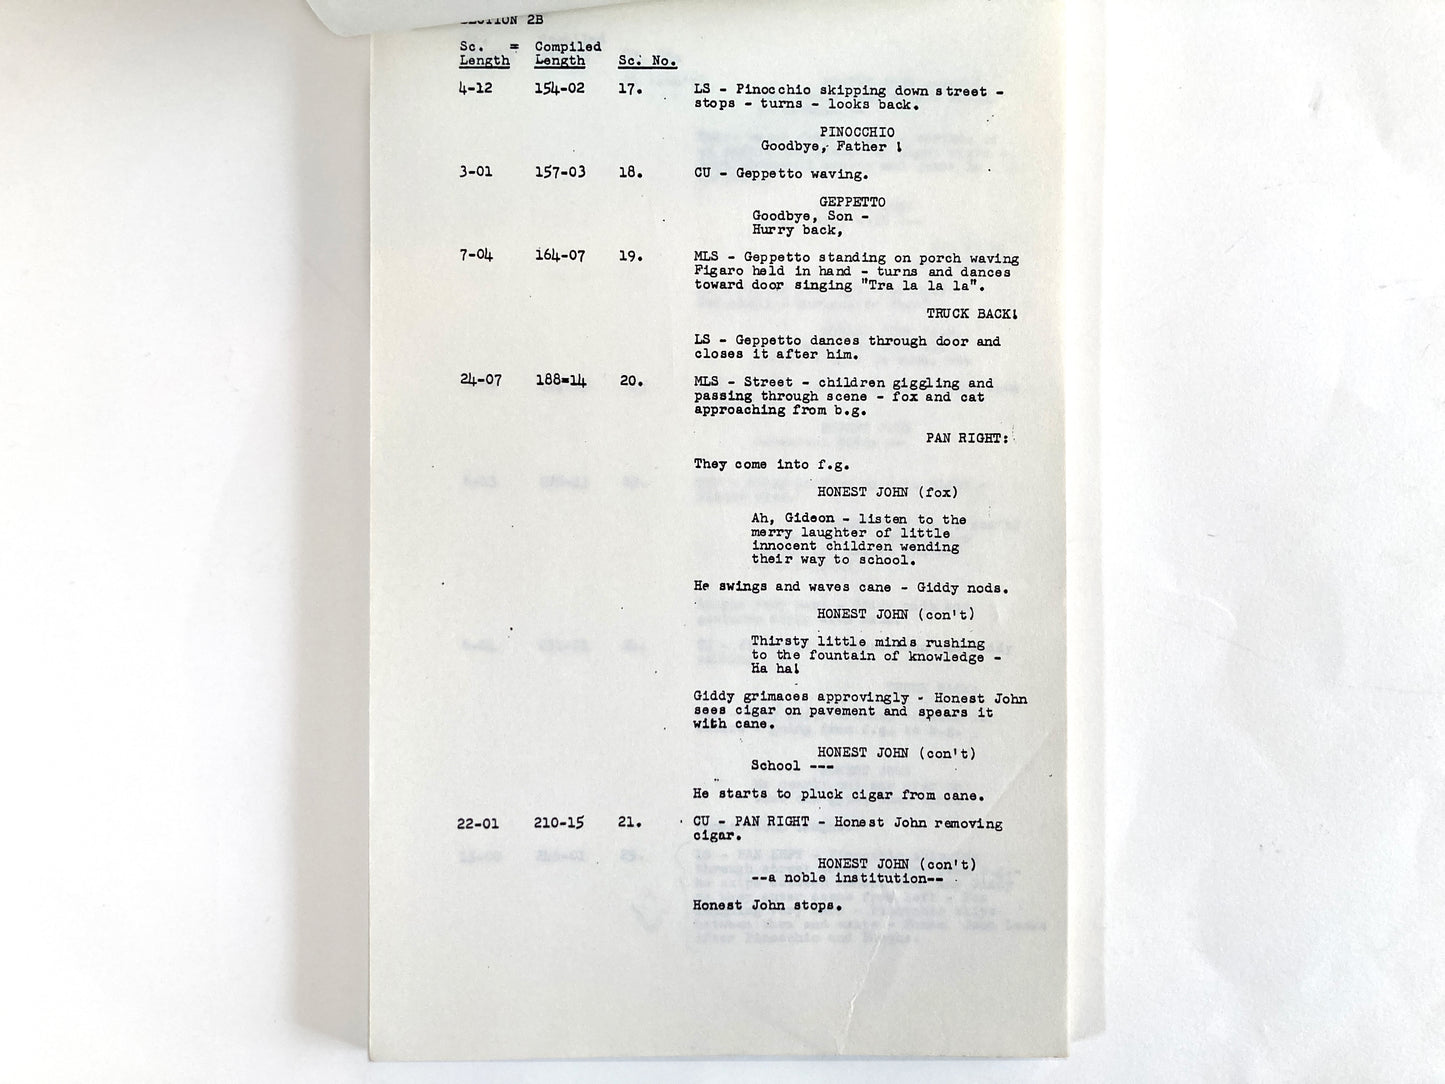 SECTION 2B
Sc. = Compiled
Length Length Sc. No.
4-12 154-02 17. LS - Pinocchio skipping down street -
stops - turns - looks back.
PINOCCHIO
Goodbye, Father !
3-01 157-03 18. CU - Geppetto waving.
GEPPETTO
Goodbye, Son -
Hurry back,
7-04 164-07 19. MLS - Geppetto standing on porch waving
Figaro held in hand - turns and dances
toward door singing "Tra la la la".
TRUCK BACK!
LS - Geppetto dances through door and
closes it after him.
24-07 188=14 20. MLS - Street - children giggling and
passing through scene - fox and cat
approaching from b.g.
PAN RIGHT:
They come into f.g.
HONEST JOHN (fox)
Ah, Gideon - listen to the
merry laughter of little
innocent children wending
their way to school.
He swings and waves cane - Giddy nods.
HONEST JOHN (con't)
Thirsty little minds rushing
to the fountain of knowledge -
Ha ha!
Giddy grimaces approvingly - Honest John
sees cigar on pavement and spears it
with cane.
HONEST JOHN (con't)
School ---
He starts to pluck cigar from cane.
22-01 210-15 21. CU - PAN RIGHT - Honest John removing
cigar.
HONEST JOHN (con't)
--a noble institution--
Honest John stops.